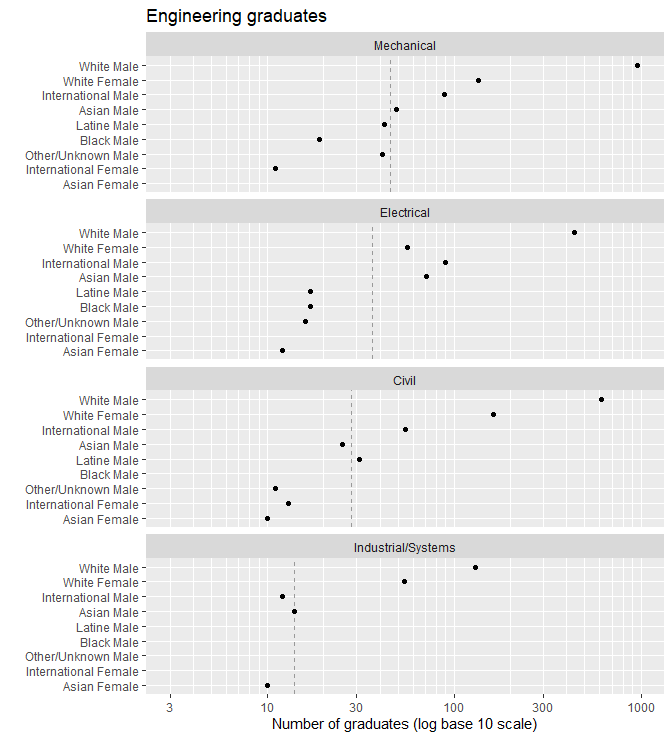 Engineering graduates
Mechanical
White Male
White Female
International Male
Asian Male
Latine Male
Black Male
Other/Unknown Male
International Female
Asian Female
Electrical
White Male
White Female
International Male
Asian Male
Latine Male
Black Male
Other/Unknown Male
International Female
Asian Female
Civil
White Male
White Female
International Male
Asian Male
Latine Male
Black Male
Other/Unknown Male
International Female
Asian Female
Industrial/Systems
White Male
White Female
International Male
Asian Male
Latine Male
Black Male
Other/Unknown Male
International Female
Asian Female
3 10 30 100 300 1000
Number of graduates (log base 10 scale)